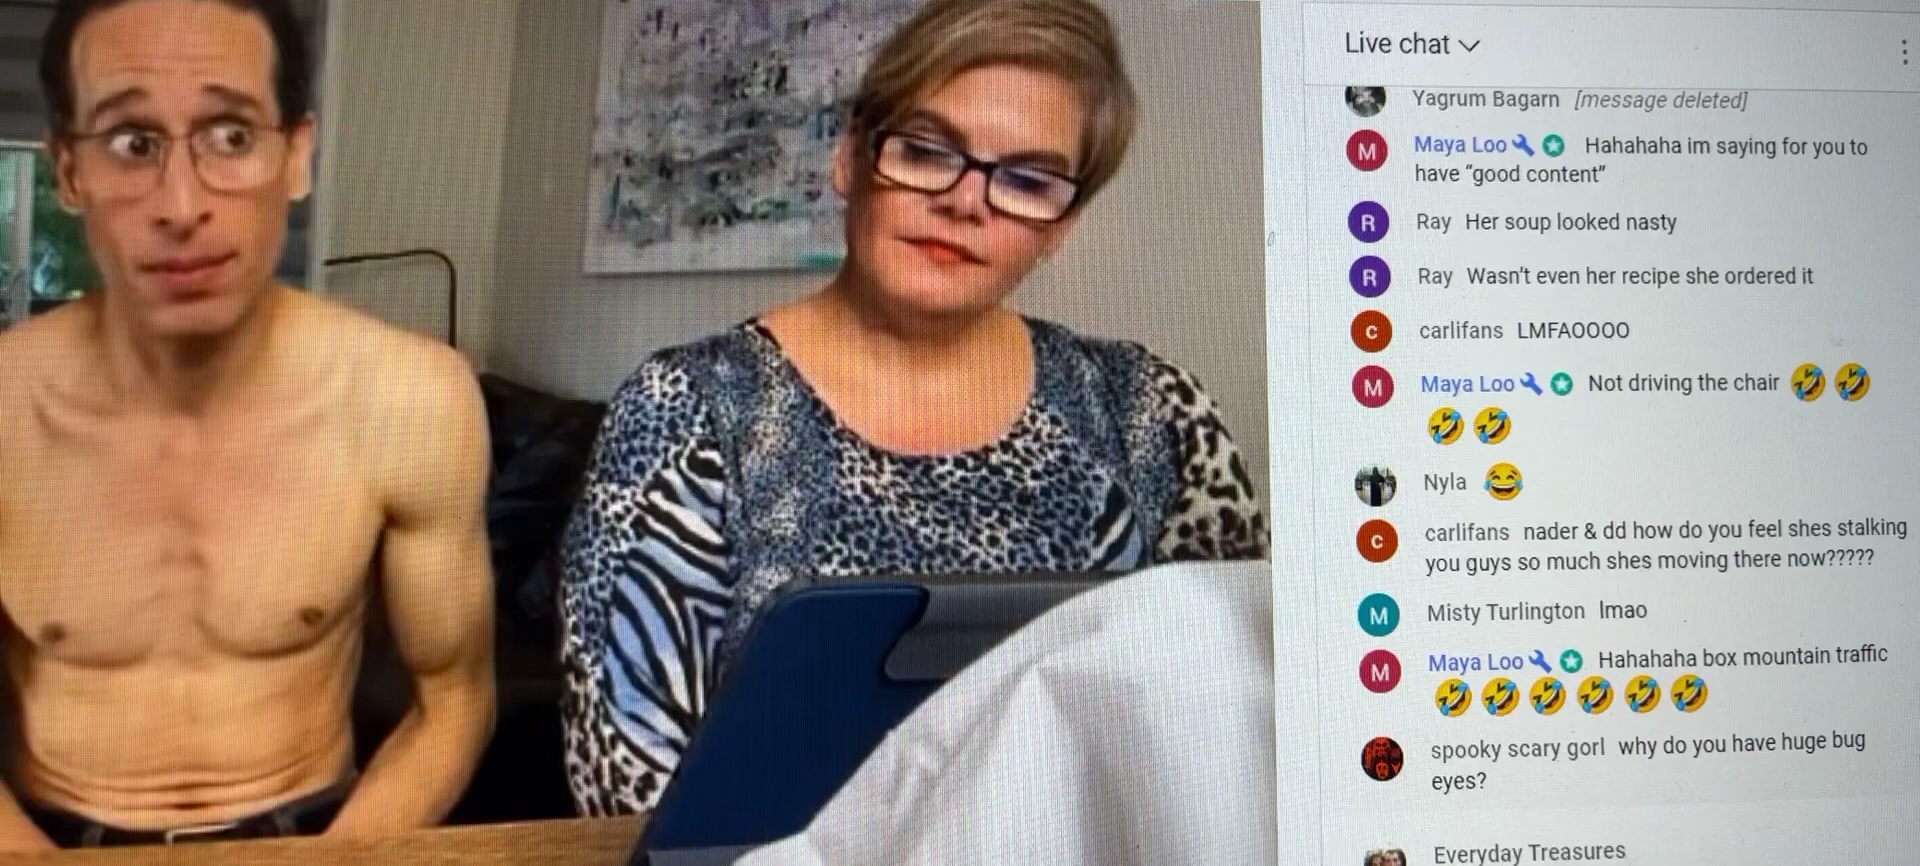 Live chat
Yagrum Bagarn [message deleted]
M Maya Loo Hahahaha im saying for you to
have “good content”
R Ray Her soup looked nasty
R Ray Wasn't even her recipe she ordered it
c carlifans LMFAOOOO
M Maya Loo Not driving the chair
Nyla
c carlifans nader & dd how do you feel shes stalking
you guys so much shes moving there now?????
M Misty Turlington lmao
M Maya Loo Hahahaha box mountain traffic
spooky scary gorl why do you have huge bug
eyes?
Everyday Treasures